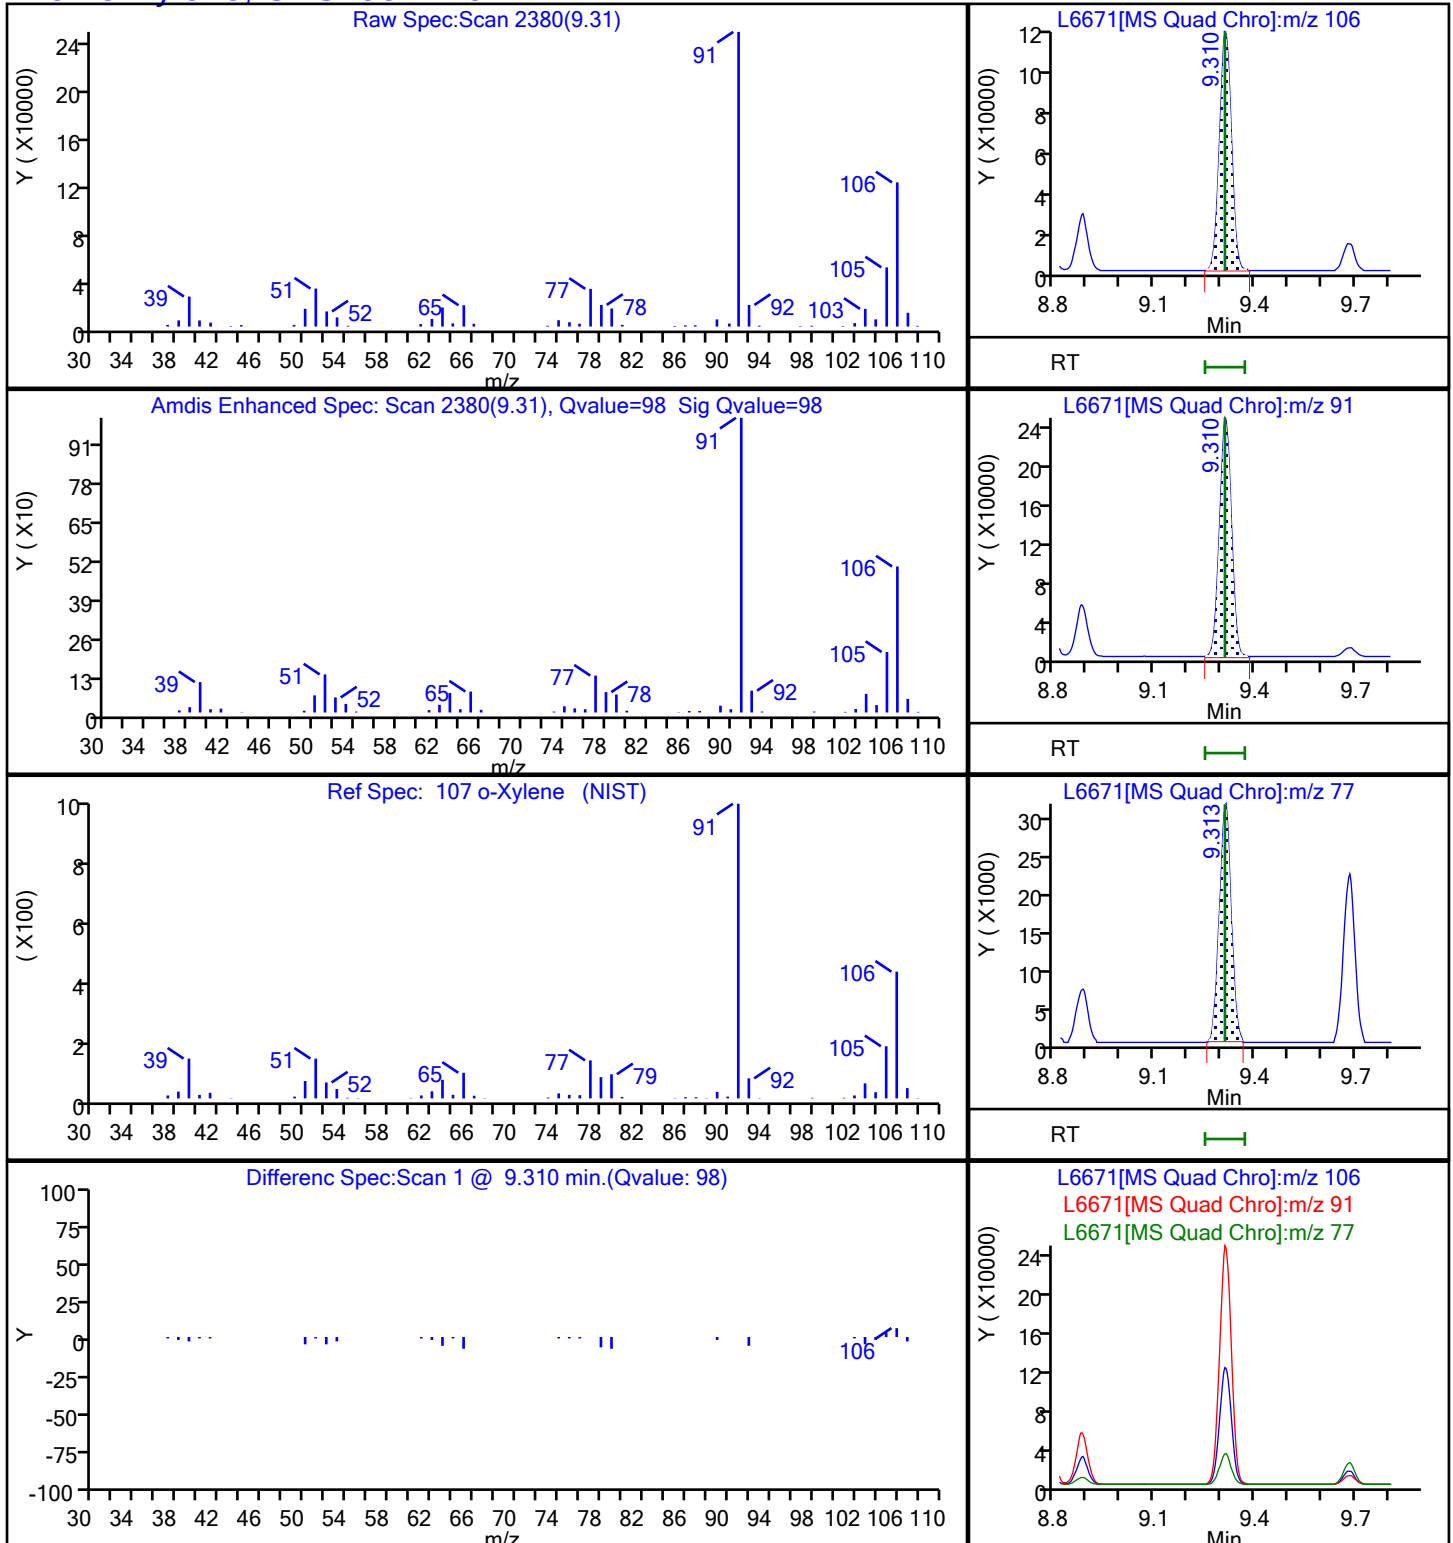 Raw Spec:Scan 2380(9.31)
Y ( X10000)
24
20
16
12
8
4
0
39
51
52
65
77
78
91
92
103
105
106
30 34 38 42 46 50 54 58 62 66 70 74 78 82 86 90 94 98 102 106 110
m/z
L6671[MS Quad Chro]:m/z 106
Y ( X10000)
12
10
8
6
4
2
0
9.310
8.8 9.1 9.4 9.7
Min
RT
Amdis Enhanced Spec: Scan 2380(9.31), Qvalue=98 Sig Qvalue=98
Y ( X10)
91
78
65
52
39
26
13
0
39
51
52
65
77
78
91
92
105
106
30 34 38 42 46 50 54 58 62 66 70 74 78 82 86 90 94 98 102 106 110
m/z
L6671[MS Quad Chro]:m/z 91
Y ( X10000)
24
20
16
12
8
4
0
9.310
8.8 9.1 9.4 9.7
Min
RT
Ref Spec: 107 o-Xylene (NIST)
( X100)
10
8
6
4
2
0
39
51
52
65
77
79
91
92
105
106
30 34 38 42 46 50 54 58 62 66 70 74 78 82 86 90 94 98 102 106 110
L6671[MS Quad Chro]:m/z 77
Y ( X1000)
30
25
20
15
10
5
0
9.313
8.8 9.1 9.4 9.7
Min
RT
Differenc Spec:Scan 1 @ 9.310 min.(Qvalue: 98)
Y
100
75
50
25
0
-25
-50
-75
-100
106
30 34 38 42 46 50 54 58 62 66 70 74 78 82 86 90 94 98 102 106 110
m/z
L6671[MS Quad Chro]:m/z 106
L6671[MS Quad Chro]:m/z 91
L6671[MS Quad Chro]:m/z 77
Y ( X10000)
24
20
16
12
8
4
0
8.8 9.1 9.4 9.7
Min